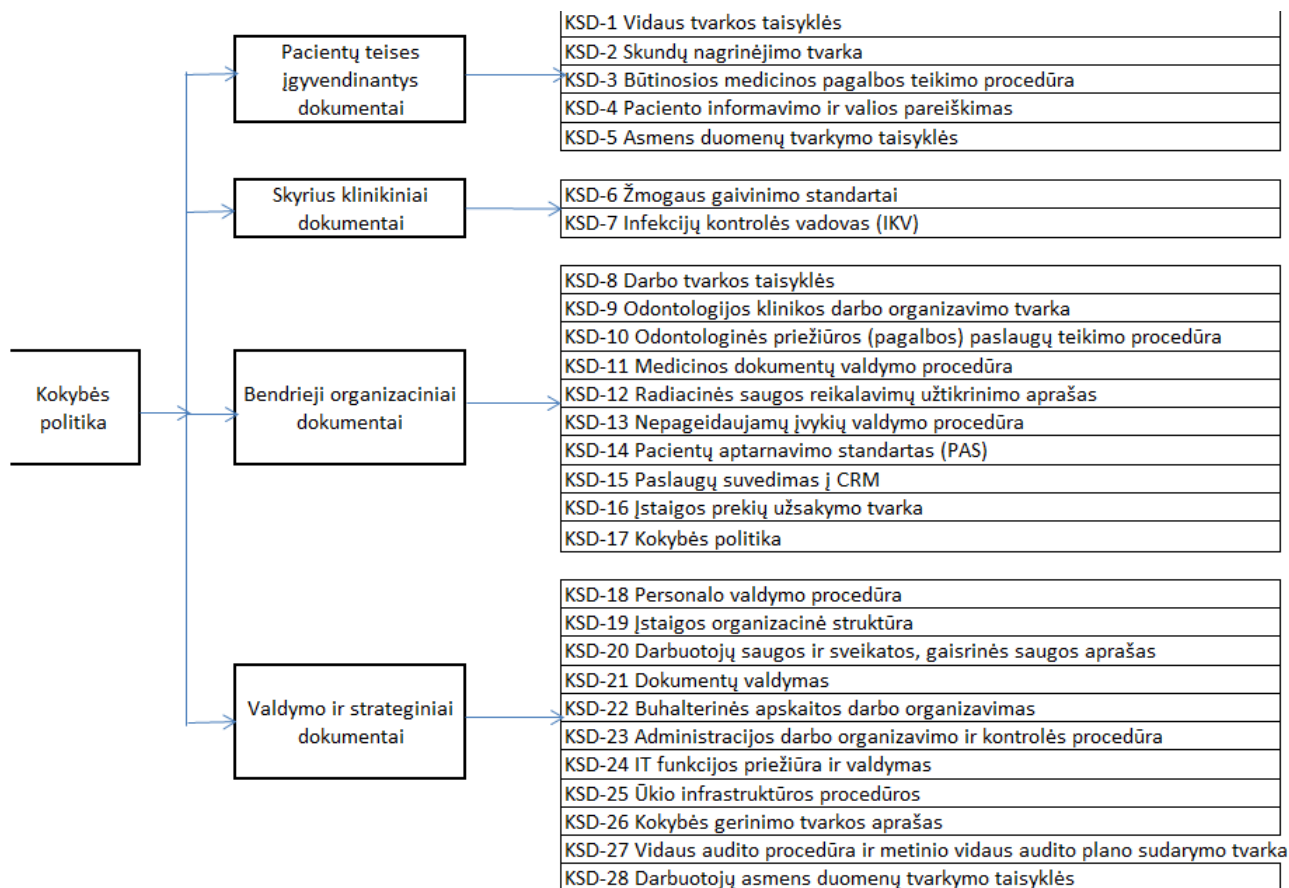 Kokybės
politika
Pacientų teises
įgyvendinantys
dokumentai
KSD-1 Vidaus tvarkos taisyklės
KSD-2 Skundų nagrinėjimo tvarka
KSD-3 Būtinosios medicinos pagalbos teikimo procedūra
KSD-4 Paciento informavimo ir valios pareiškimas
KSD-5 Asmens duomenų tvarkymo taisyklės
Skyrius klinikiniai
dokumentai
KSD-6 Žmogaus gaivinimo standartai
KSD-7 Infekcijų kontrolės vadovas (IKV)
Bendrieji organizaciniai
dokumentai
KSD-8 Darbo tvarkos taisyklės
KSD-9 Odontologijos klinikos darbo organizavimo tvarka
KSD-10 Odontologinės priežiūros (pagalbos) paslaugų teikimo procedūra
KSD-11 Medicinos dokumentų valdymo procedūra
KSD-12 Radiacinės saugos reikalavimų užtikrinimo aprašas
KSD-13 Nepageidaujamų įvykių valdymo procedūra
KSD-14 Pacientų aptarnavimo standartas (PAS)
KSD-15 Paslaugų suvedimas į CRM
KSD-16 Įstaigos prekių užsakymo tvarka
KSD-17 Kokybės politika
Valdymo ir strateginiai
dokumentai
KSD-18 Personalo valdymo procedūra
KSD-19 Įstaigos organizacinė struktūra
KSD-20 Darbuotojų saugos ir sveikatos, gaisrinės saugos aprašas
KSD-21 Dokumentų valdymas
KSD-22 Buhalterinės apskaitos darbo organizavimas
KSD-23 Administracijos darbo organizavimo ir kontrolės procedūra
KSD-24 IT funkcijos priežiūra ir valdymas
KSD-25 Ūkio infrastruktūros procedūros
KSD-26 Kokybės gerinimo tvarkos aprašas
KSD-27 Vidaus audito procedūra ir metinio vidaus audito plano sudarymo tvarka
KSD-28 Darbuotojų asmens duomenų tvarkymo taisyklės